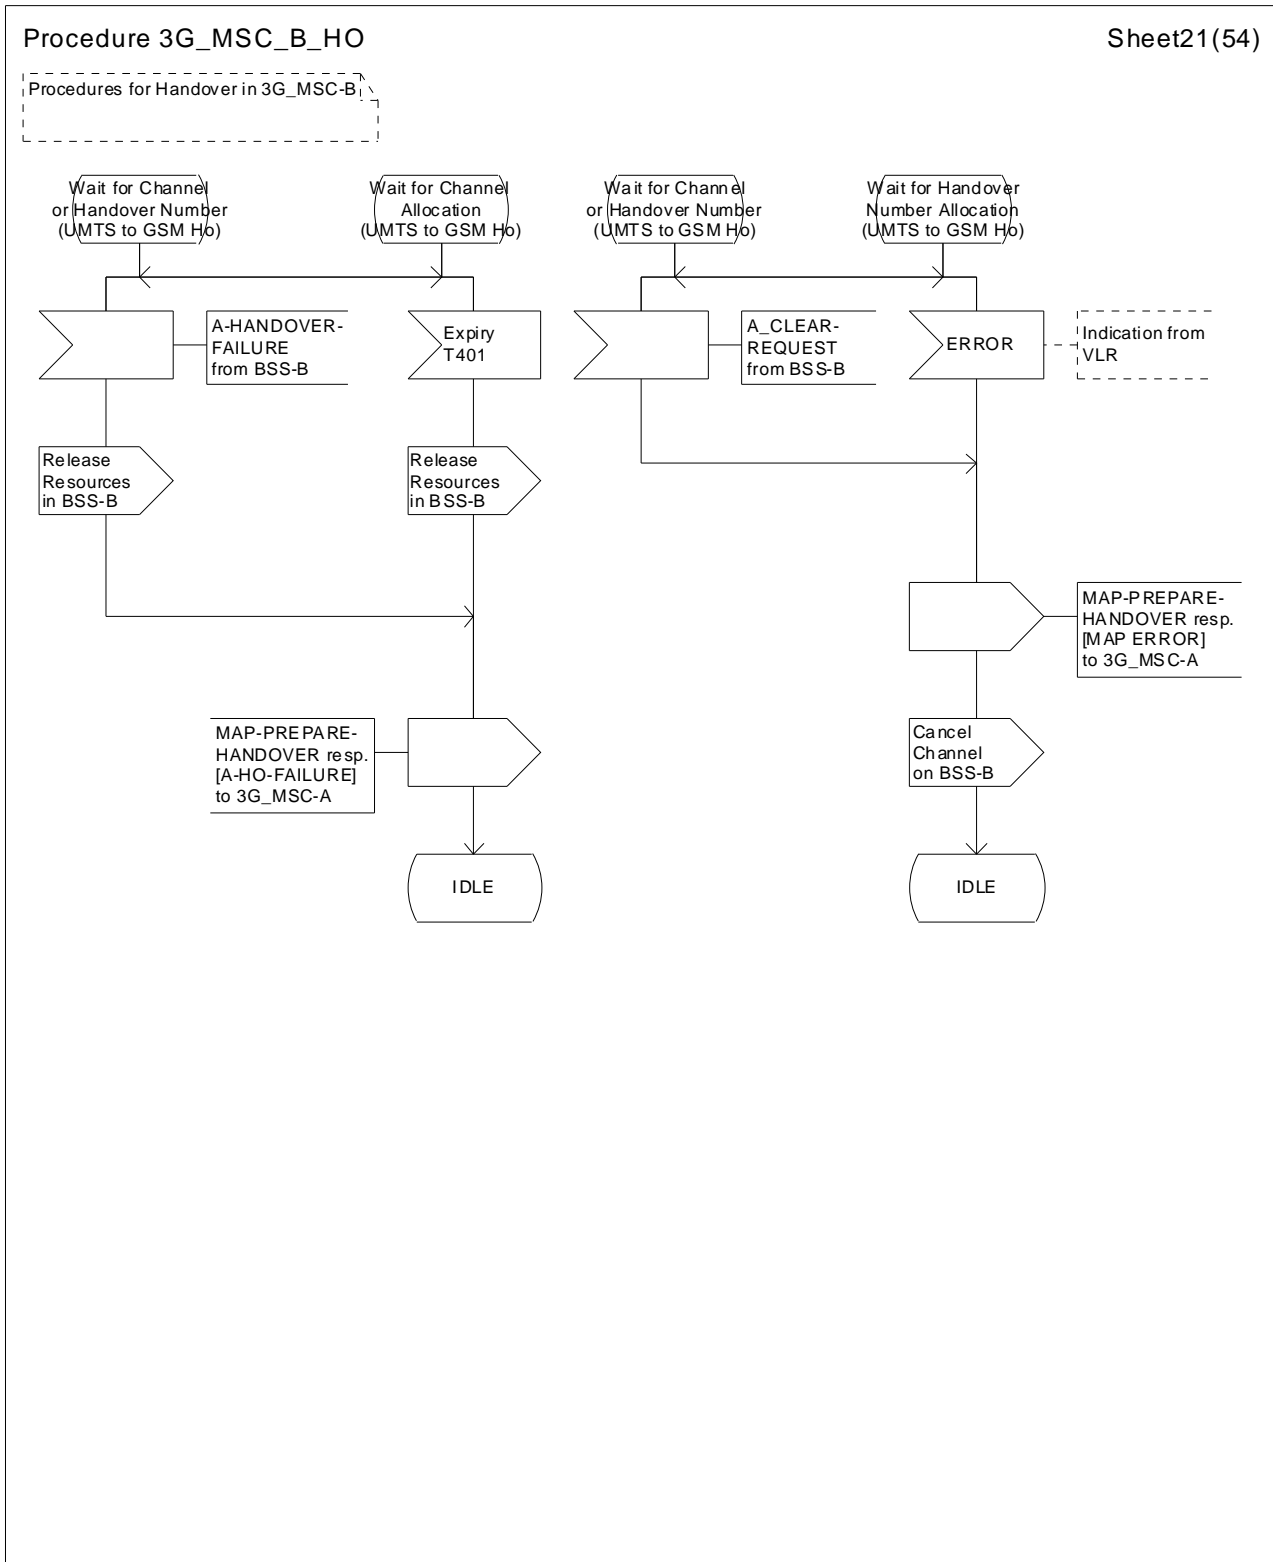 Procedure 3G_MSC_B_HO
Sheet21(54)
Procedures for Handover in 3G_MSC-B
Wait for Channel
or Handover Number
(UMTS to GSM Ho)
Wait for Channel
Allocation
(UMTS to GSM Ho)
Wait for Channel
or Handover Number
(UMTS to GSM Ho)
Wait for Handover
Number Allocation
(UMTS to GSM Ho)
A-HANDOVER-
FAILURE
from BSS-B
Expiry
T401
A_CLEAR-
REQUEST
from BSS-B
ERROR
Indication from
VLR
Release
Resources
in BSS-B
Release
Resources
in BSS-B
MAP-PREPARE-
HANDOVER resp.
[MAP ERROR]
to 3G_MSC-A
MAP-PREPARE-
HANDOVER resp.
[A-HO-FAILURE]
to 3G_MSC-A
Cancel
Channel
on BSS-B
IDLE
IDLE